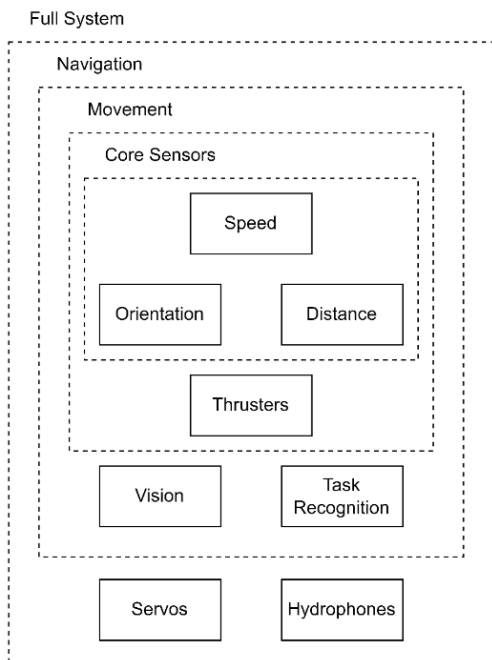 Full System
Navigation
Movement
Core Sensors
Speed
Orientation
Distance
Thrusters
Vision
Task
Recognition
Servos
Hydrophones